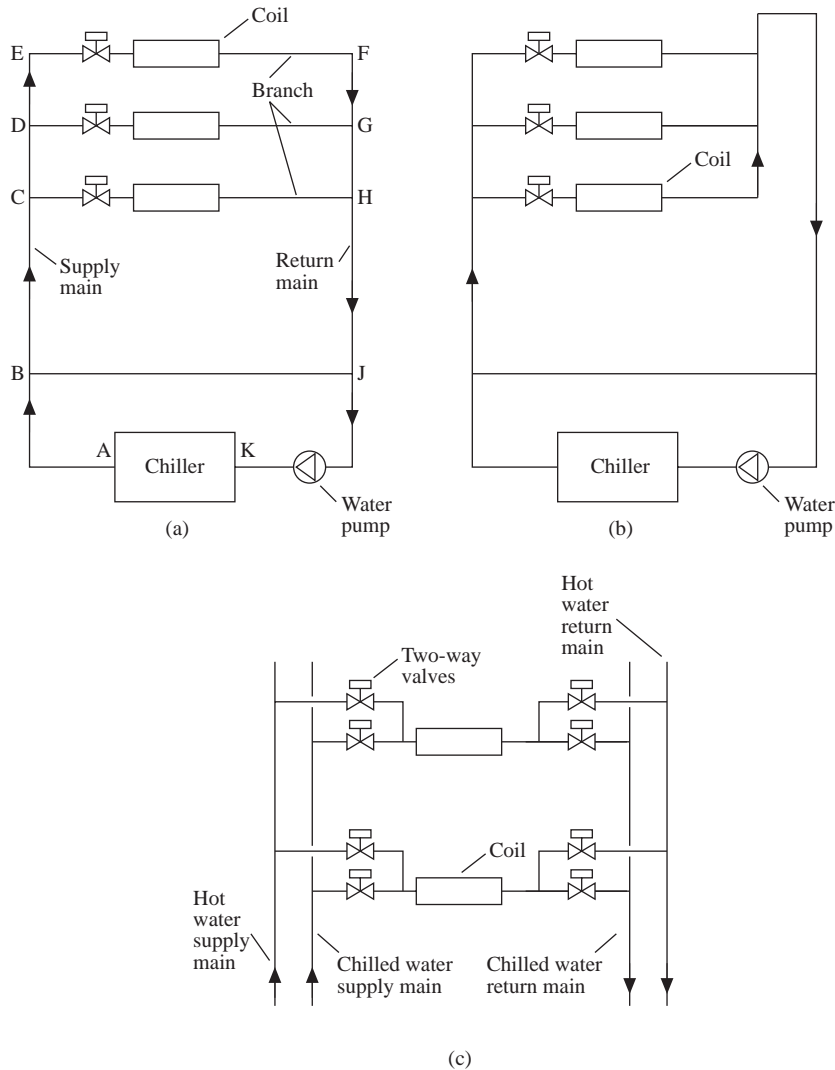 Coil
E
F
Branch
D
G
C
H
Supply
main
Return
main
B
J
A
K
Chiller
Water
pump
(a)
Coil
Chiller
Water
pump
(b)
Hot
water
return
main
Two-way
valves
Coil
Hot
water
supply
main
Chilled water
supply main
Chilled water
return main
(c)